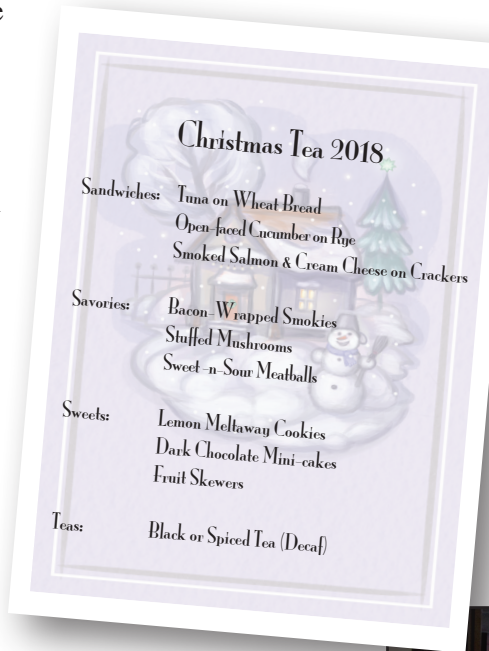 e
Christmas Tea 2018
Sandwiches: Tuna on Wheat Bread
Open-faced Cucumber on Rye
Smoked Salmon & Cream Cheese on Crackers
Savories: Bacon-Wrapped Smokies
Stuffed Mushrooms
Sweet-n-Sour Meatballs
Sweets: Lemon Meltaway Cookies
Dark Chocolate Mini-cakes
Fruit Skewers
Teas: Black or Spiced Tea (Decaf)